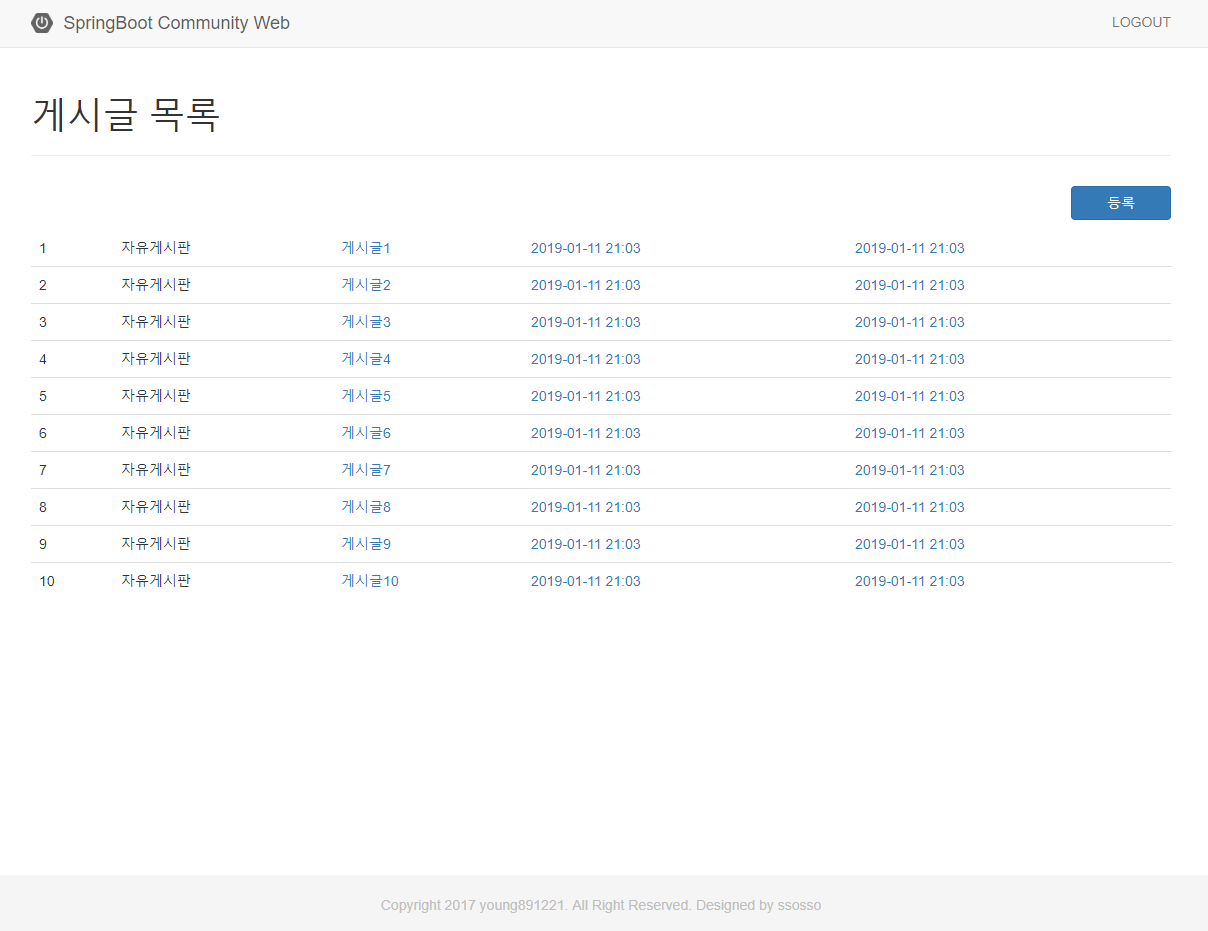 SpringBoot Community Web LOGOUT
게시글 목록
등록
1 자유게시판 게시글1 2019-01-11 21:03 2019-01-11 21:03
2 자유게시판 게시글2 2019-01-11 21:03 2019-01-11 21:03
3 자유게시판 게시글3 2019-01-11 21:03 2019-01-11 21:03
4 자유게시판 게시글4 2019-01-11 21:03 2019-01-11 21:03
5 자유게시판 게시글5 2019-01-11 21:03 2019-01-11 21:03
6 자유게시판 게시글6 2019-01-11 21:03 2019-01-11 21:03
7 자유게시판 게시글7 2019-01-11 21:03 2019-01-11 21:03
8 자유게시판 게시글8 2019-01-11 21:03 2019-01-11 21:03
9 자유게시판 게시글9 2019-01-11 21:03 2019-01-11 21:03
10 자유게시판 게시글10 2019-01-11 21:03 2019-01-11 21:03
Copyright 2017 young891221. All Right Reserved. Designed by ssosso